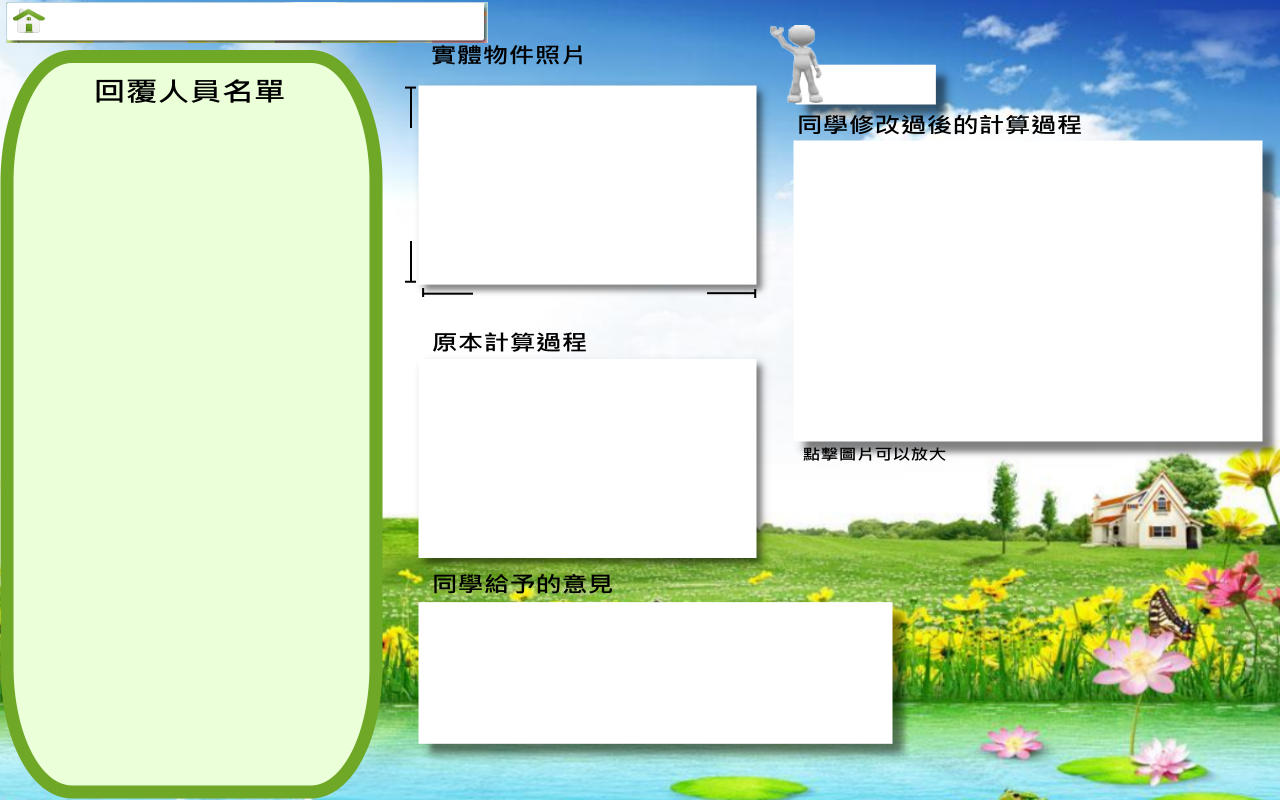 回覆人員名單
實體物件照片
原本計算過程
同學給予的意見
同學修改過後的計算過程
點擊圖片可以放大